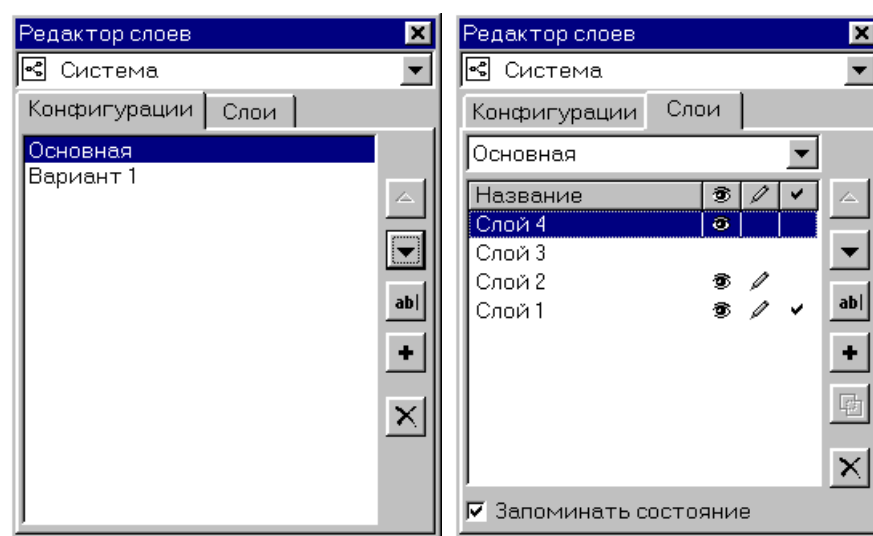 Редактор слоев
Система
Конфигурации Слои
Основная
Вариант 1
ab|
Редактор слоев
Система
Конфигурации Слои
Основная
Название
Слой 4
Слой 3
Слой 2
Слой 1
ab|
Запоминать состояние